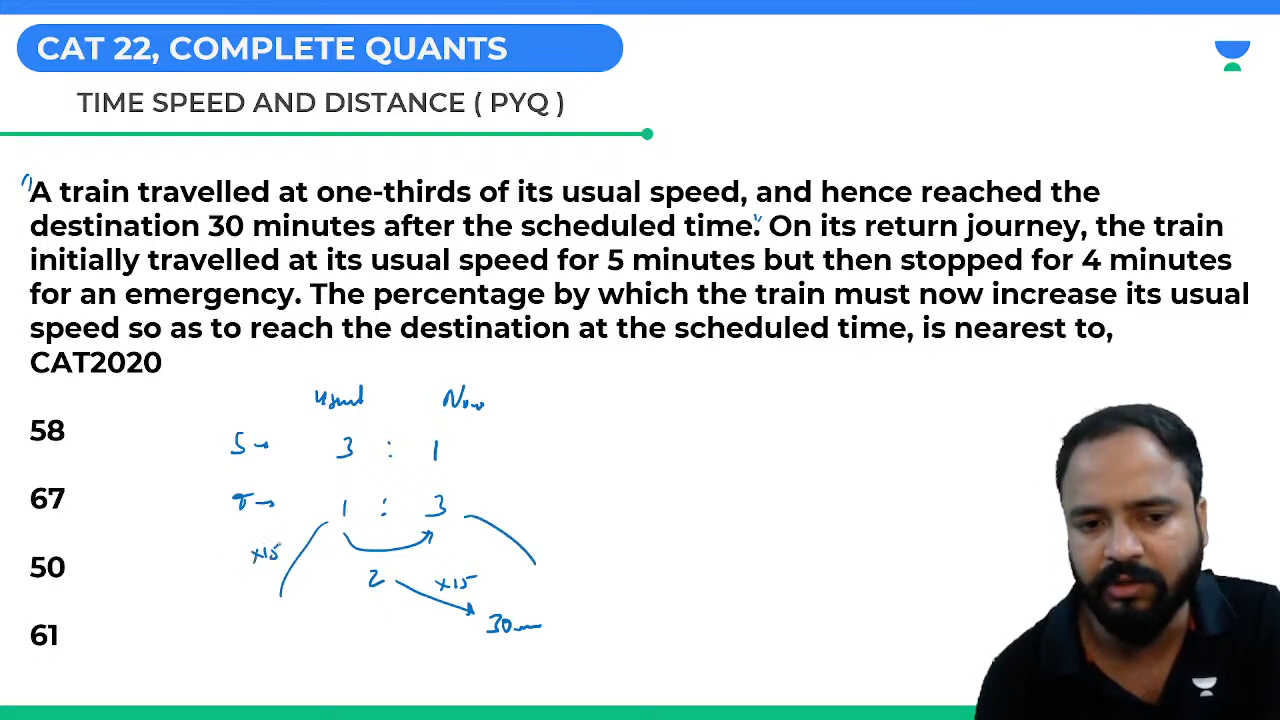 CAT 22, COMPLETE QUANTS
TIME SPEED AND DISTANCE ( PYQ )
A train travelled at one-thirds of its usual speed, and hence reached the
destination 30 minutes after the scheduled time. On its return journey, the train
initially travelled at its usual speed for 5 minutes but then stopped for 4 minutes
for an emergency. The percentage by which the train must now increase its usual
speed so as to reach the destination at the scheduled time, is nearest to,
CAT2020
58
67
50
61
Usual Now
S→ 3 : 1
1 : 3
×15
2 ×15
30